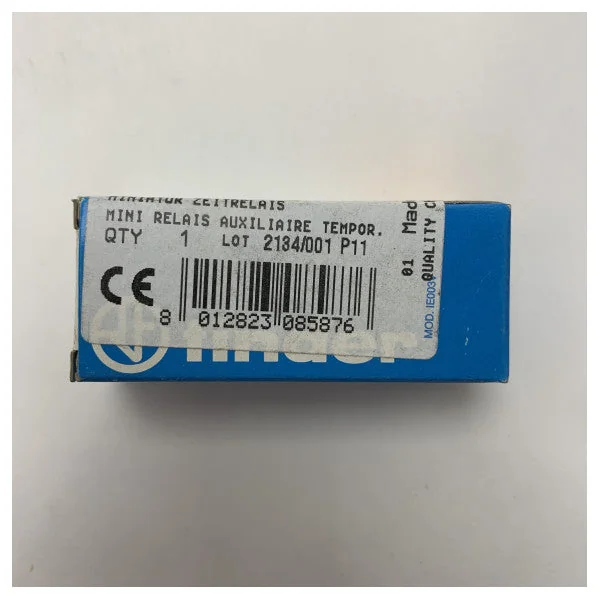 MINIATUR-ZEITRELAIS
MINI RELAIS AUXILIAIRE TEMPOR.
QTY 1 LOT 2134/001 P11
CE
8 012823 085876
finder
01 Mad
QUALITY C
MOD. IE003